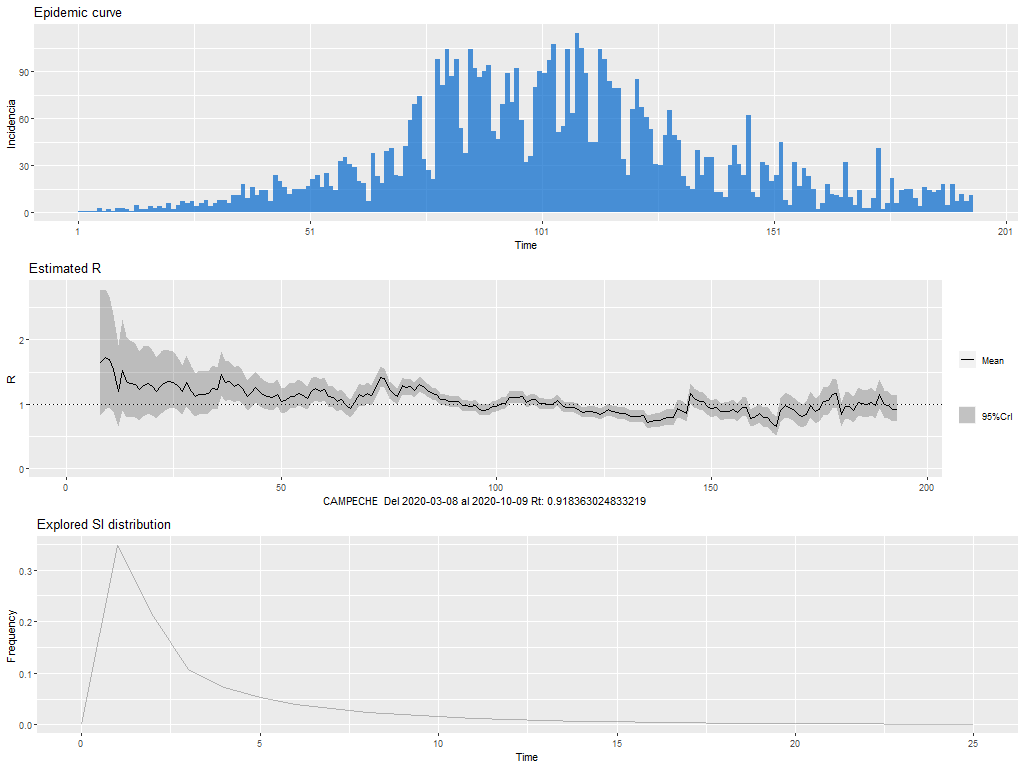 Epidemic curve
Incidencia
90
60
30
0
1
51
101
151
201
Time
Estimated R
R
2
1
0
0
50
100
150
200
Mean
95%CrI
CAMPECHE Del 2020-03-08 al 2020-10-09 Rt: 0.918363024833219
Explored SI distribution
Frequency
0.3
0.2
0.1
0.0
0
5
10
15
20
25
Time